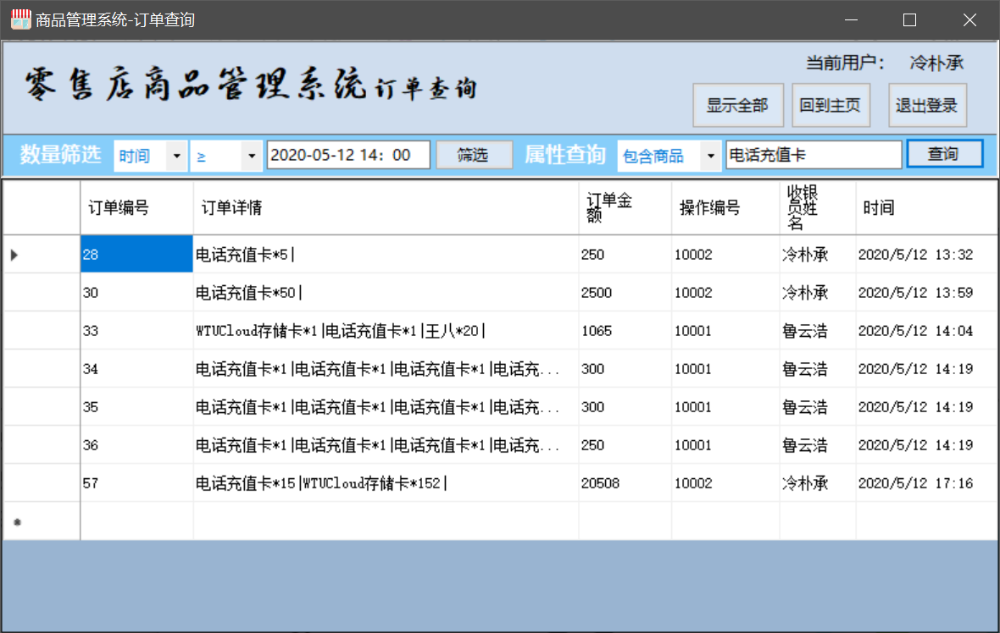 商品管理系统-订单查询
零售店商品管理系统订单查询
当前用户： 冷朴承
显示全部 回到主页 退出登录
数量筛选 时间 ≥ 2020-05-12 14：00 筛选 属性查询 包含商品 电话充值卡 查询
订单编号 订单详情 订单金额 操作编号 收银员姓名 时间
28 电话充值卡*5| 250 10002 冷朴承 2020/5/12 13:32
30 电话充值卡*50| 2500 10002 冷朴承 2020/5/12 13:59
33 WTUCloud存储卡*1|电话充值卡*1|王八*20| 1065 10001 鲁云浩 2020/5/12 14:04
34 电话充值卡*1|电话充值卡*1|电话充值卡*1|电话充... 300 10001 鲁云浩 2020/5/12 14:19
35 电话充值卡*1|电话充值卡*1|电话充值卡*1|电话充... 300 10001 鲁云浩 2020/5/12 14:19
36 电话充值卡*1|电话充值卡*1|电话充值卡*1|电话充... 250 10001 鲁云浩 2020/5/12 14:19
57 电话充值卡*15|WTUCloud存储卡*152| 20508 10002 冷朴承 2020/5/12 17:16